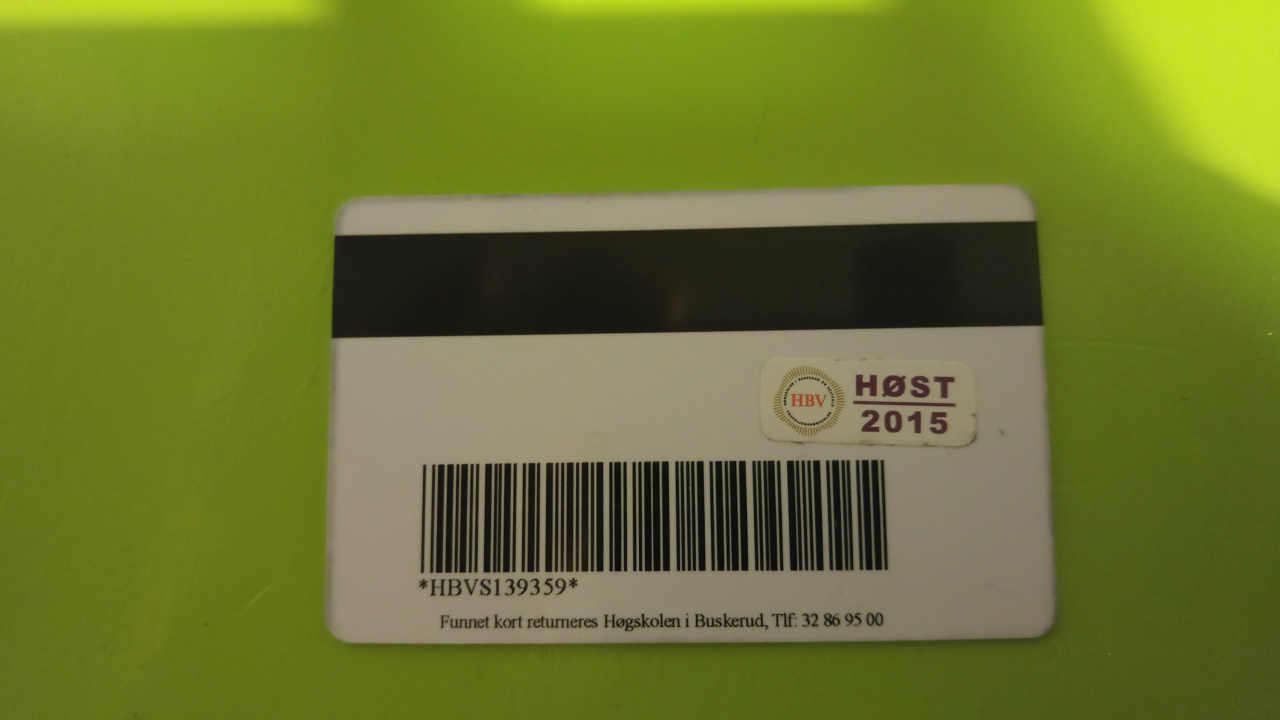 HBV
HØST
2015
*HBVS139359*
Funnet kort returneres Høgskolen i Buskerud, Tlf: 32 86 95 00